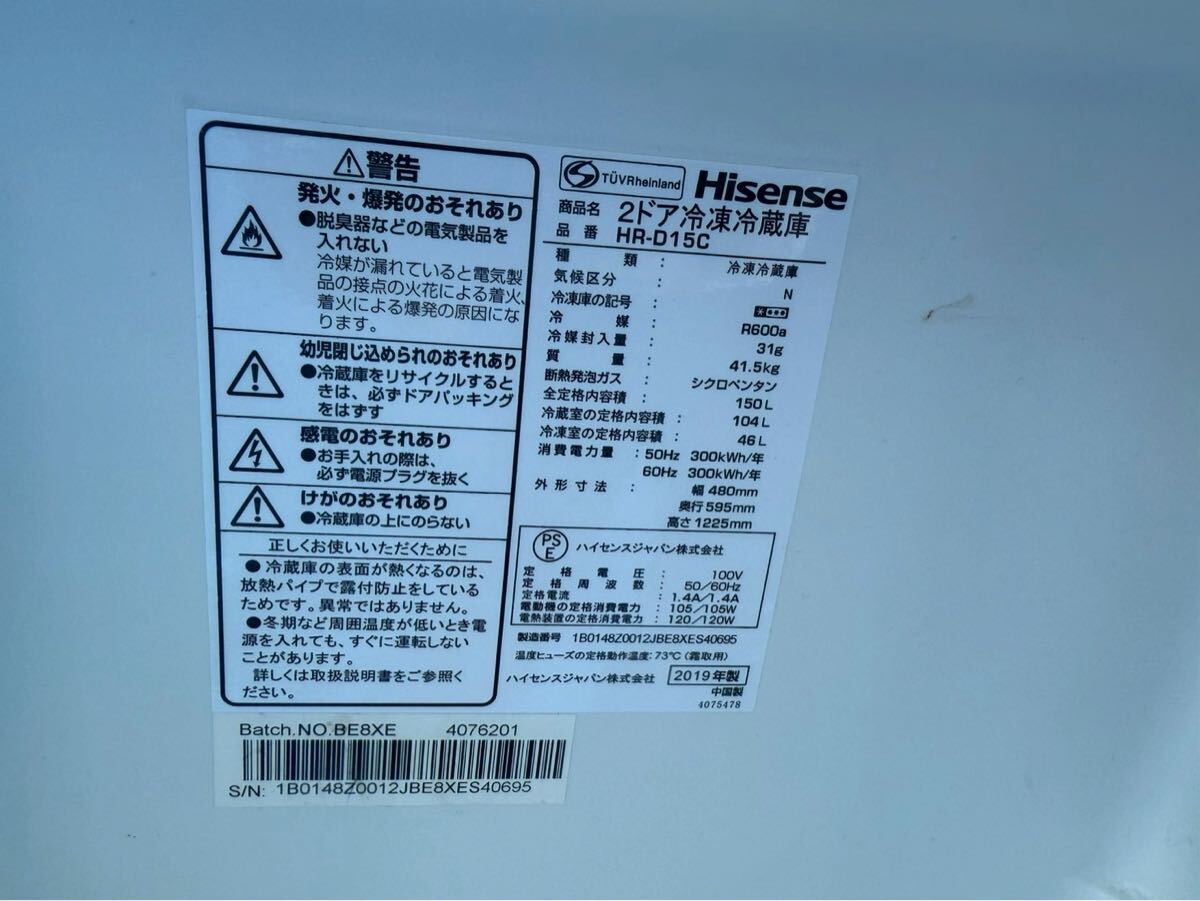 ⚠警告
発火・爆発のおそれあり
●脱臭器などの電気製品を
入れない
冷媒が漏れていると電気製
品の接点の火花による着火、
着火による爆発の原因にな
ります。
幼児閉じ込められのおそれあり
●冷蔵庫をリサイクルすると
きは、必ずドアパッキング
をはずす
感電のおそれあり
●お手入れの際は、
必ず電源プラグを抜く
けがのおそれあり
●冷蔵庫の上にのらない
正しくお使いいただくために
●冷蔵庫の表面が熱くなるのは、
放熱パイプで露付防止をしている
ためです。異常ではありません。
●冬期など周囲温度が低いとき電
源を入れても、すぐに運転しない
ことがあります。
詳しくは取扱説明書をご参照く
ださい。
TÜVRheinland Hisense
商品名 2ドア冷凍冷蔵庫
品番 HR-D15C
種類 : 冷凍冷蔵庫
気候区分 : N
冷凍庫の記号 :
冷媒 : R600a
冷媒封入量 : 31g
質量 : 41.5kg
断熱発泡ガス : シクロペンタン
全定格内容積 : 150L
冷蔵室の定格内容積 : 104L
冷凍室の定格内容積 : 46L
消費電力量 : 50Hz 300kWh/年
60Hz 300kWh/年
外形寸法 : 幅 480mm
奥行 595mm
高さ 1225mm
PSE ハイセンスジャパン株式会社
定格電圧 : 100V
定格周波数 : 50/60Hz
定格電流 : 1.4A/1.4A
電動機の定格消費電力 : 105/105W
電熱装置の定格消費電力 : 120/120W
製造番号 1B0148Z0012JBE8XES40695
温度ヒューズの定格動作温度:73℃(霜取用)
ハイセンスジャパン株式会社 2019年製
中国製
4075478
Batch.NO.BE8XE 4076201
S/N: 1B0148Z0012JBE8XES40695